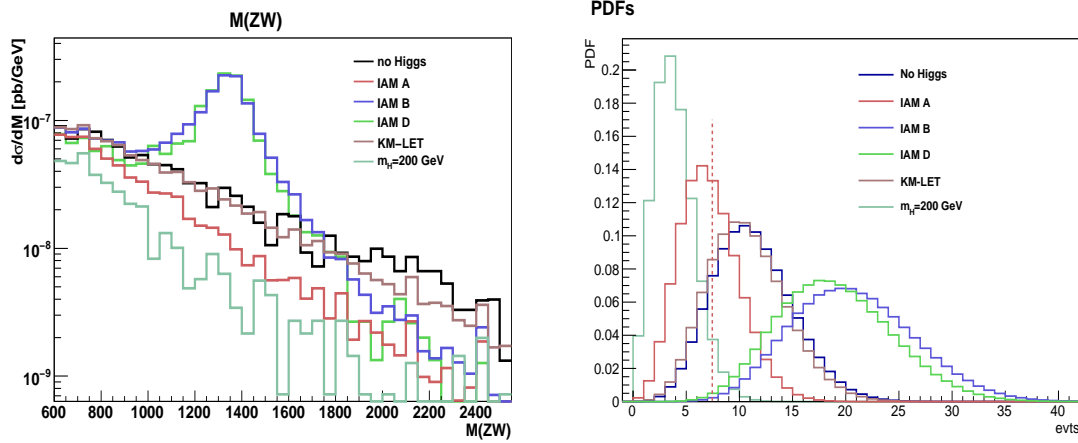 M(ZW)
dσ/dM [pb/GeV]
10⁻⁷
10⁻⁸
10⁻⁹
no Higgs
IAM A
IAM B
IAM D
KM–LET
m_H=200 GeV
600 800 1000 1200 1400 1600 1800 2000 2200 2400
M(ZW)
PDFs
PDF
0.2
0.18
0.16
0.14
0.12
0.1
0.08
0.06
0.04
0.02
0
No Higgs
IAM A
IAM B
IAM D
KM-LET
m_H=200 GeV
0 5 10 15 20 25 30 35 40
evts